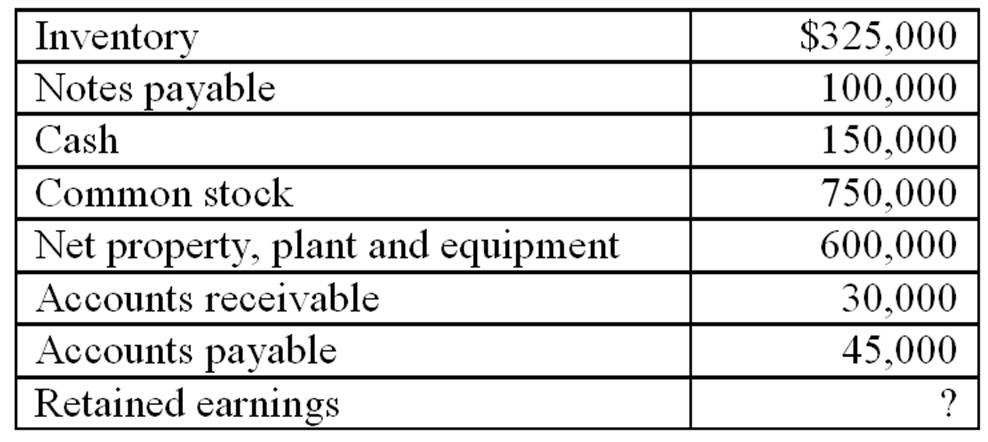 Inventory $325,000
Notes payable 100,000
Cash 150,000
Common stock 750,000
Net property, plant and equipment 600,000
Accounts receivable 30,000
Accounts payable 45,000
Retained earnings ?